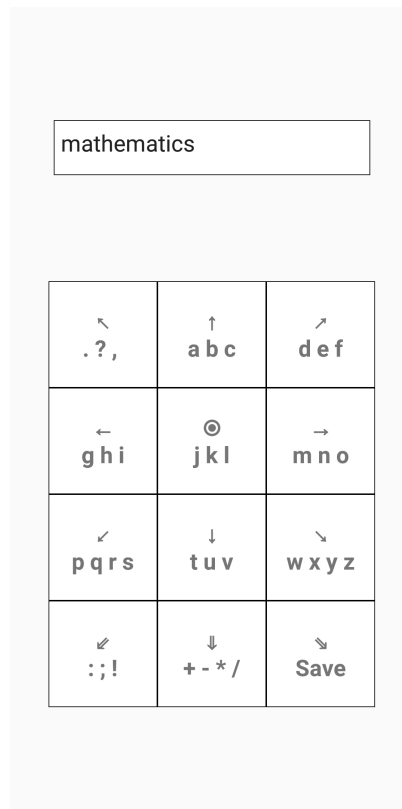 mathematics
↖ ↑ ↗
. ? , a b c d e f
← ◉ →
g h i j k l m n o
↙ ↓ ↘
p q r s t u v w x y z
⇙ ⇓ ⇘
: ; ! + - * / Save